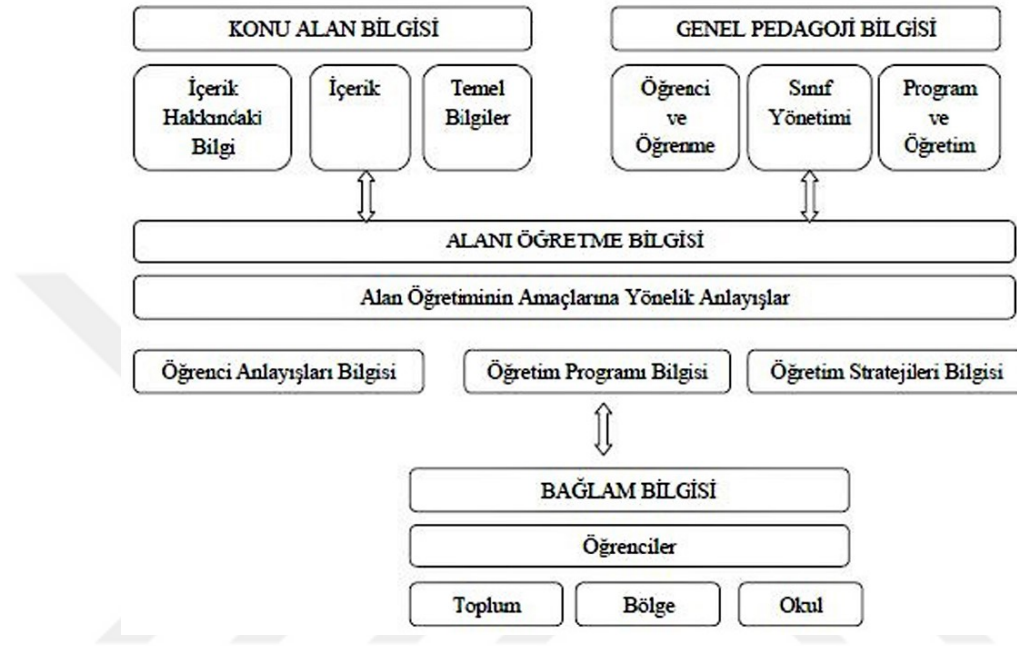 KONU ALAN BİLGİSİ
GENEL PEDAGOJİ BİLGİSİ
İçerik
Hakkındaki
Bilgi
İçerik
Temel
Bilgiler
Öğrenci
ve
Öğrenme
Sınıf
Yönetimi
Program
ve
Öğretim
ALANI ÖĞRETME BİLGİSİ
Alan Öğretiminin Amaçlarına Yönelik Anlayışlar
Öğrenci Anlayışları Bilgisi
Öğretim Programı Bilgisi
Öğretim Stratejileri Bilgisi
BAĞLAM BİLGİSİ
Öğrenciler
Toplum
Bölge
Okul